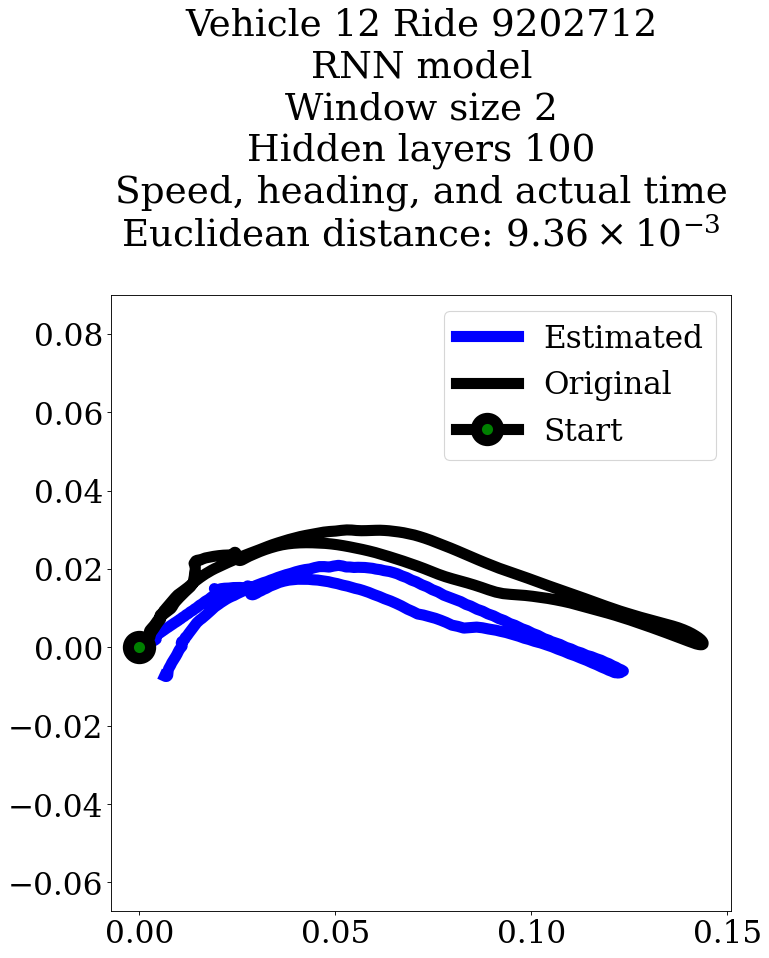 Vehicle 12 Ride 9202712
RNN model
Window size 2
Hidden layers 100
Speed, heading, and actual time
Euclidean distance: 9.36 × 10⁻³
Estimated
Original
Start
0.08
0.06
0.04
0.02
0.00
−0.02
−0.04
−0.06
0.00 0.05 0.10 0.15